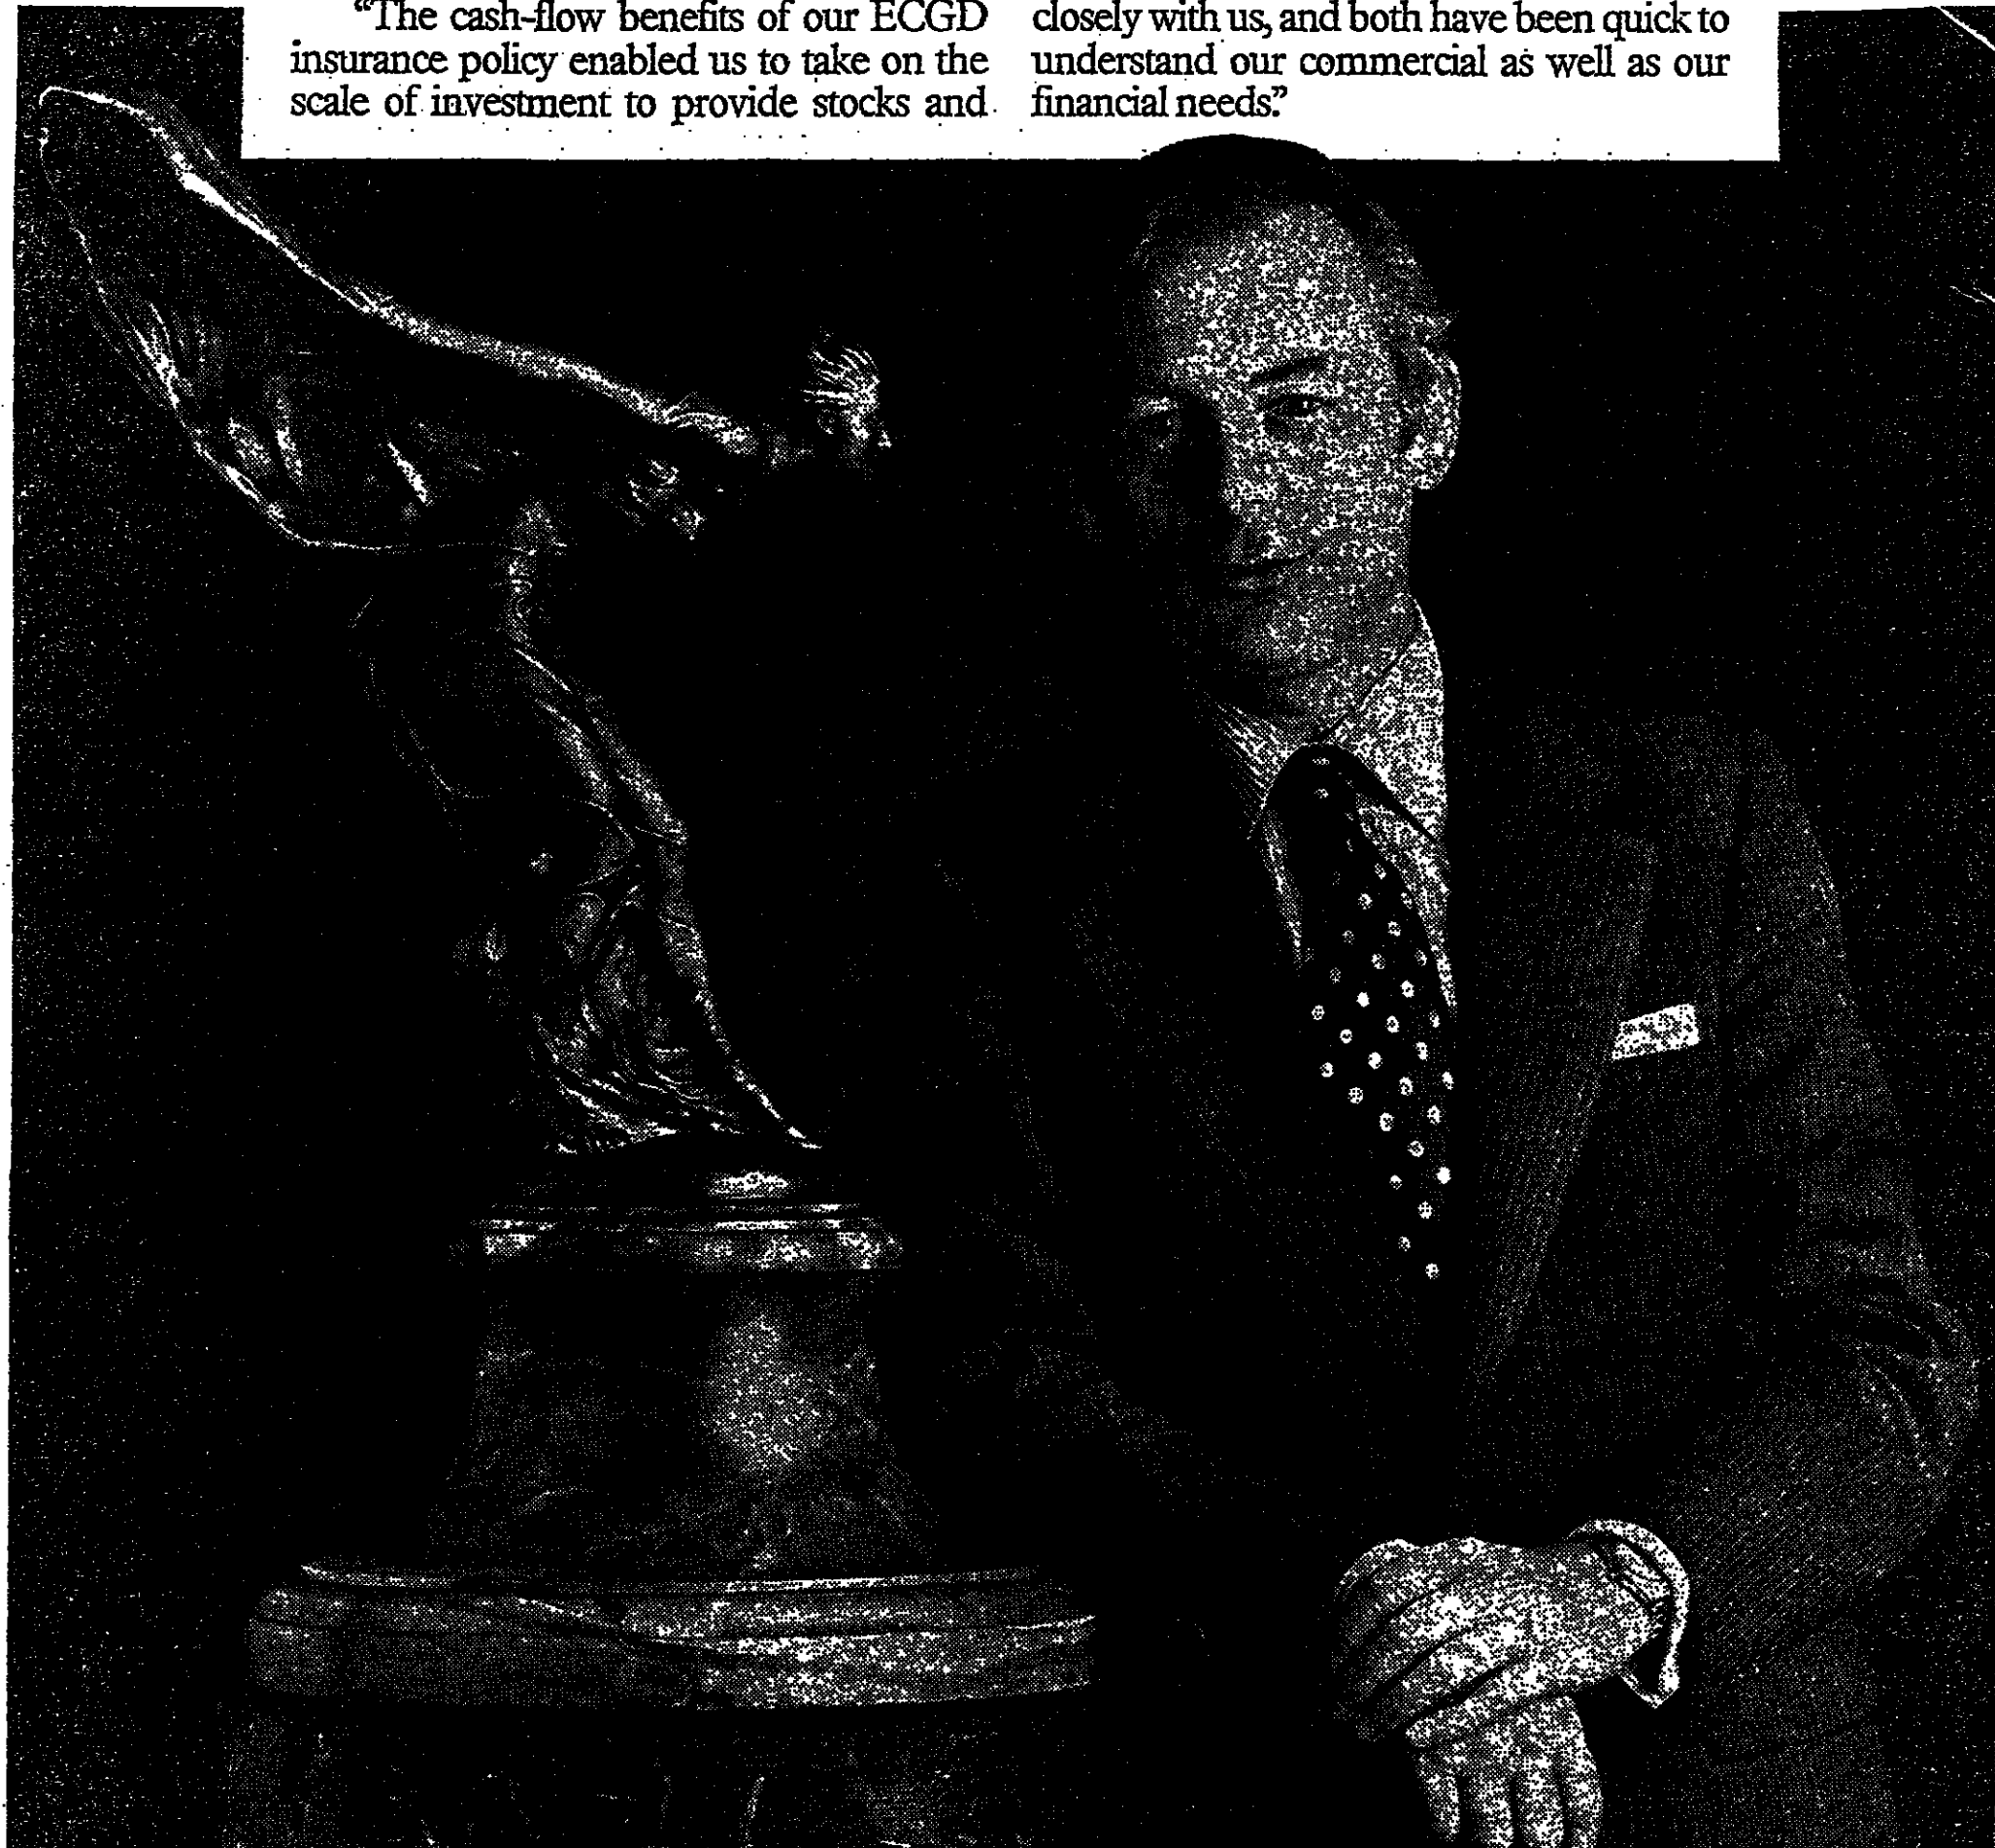 “The cash-flow benefits of our ECGD
insurance policy enabled us to take on the
scale of investment to provide stocks and
closely with us, and both have been quick to
understand our commercial as well as our
financial needs.”